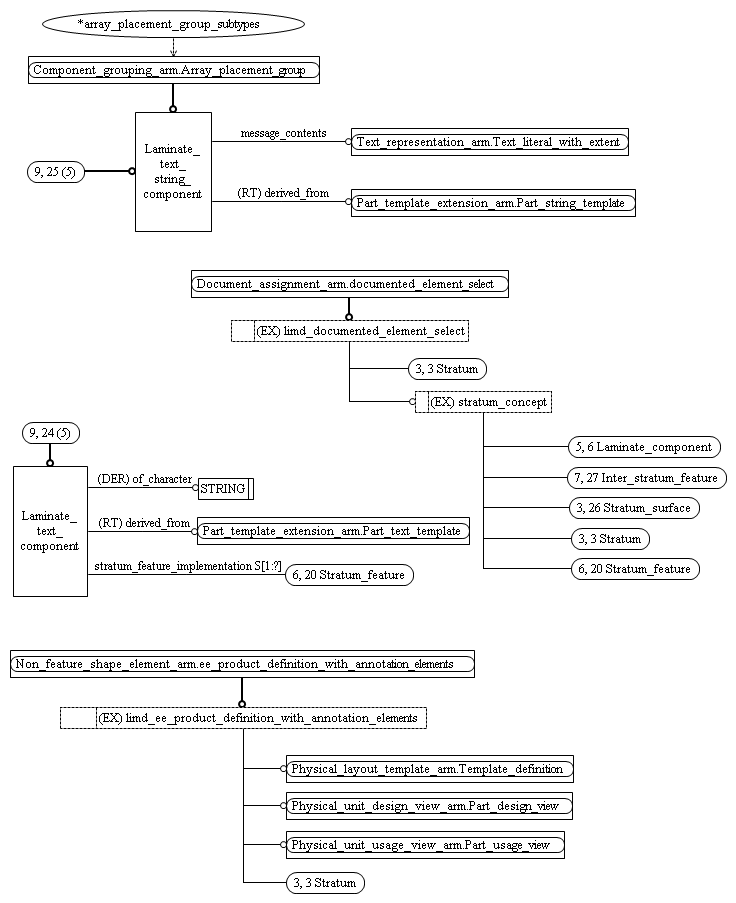 *array_placement_group_subtypes
Component_grouping_arm.Array_placement_group
Laminate_
text_
string_
component
message_contents
Text_representation_arm.Text_literal_with_extent
9, 25 (5)
(RT) derived_from
Part_template_extension_arm.Part_string_template
Document_assignment_arm.documented_element_select
(EX) limd_documented_element_select
3, 3 Stratum
(EX) stratum_concept
5, 6 Laminate_component
7, 27 Inter_stratum_feature
3, 26 Stratum_surface
3, 3 Stratum
6, 20 Stratum_feature
9, 24 (5)
Laminate_
text_
component
(DER) of_character
STRING
(RT) derived_from
Part_template_extension_arm.Part_text_template
stratum_feature_implementation S[1:?]
6, 20 Stratum_feature
Non_feature_shape_element_arm.ee_product_definition_with_annotation_elements
(EX) limd_ee_product_definition_with_annotation_elements
Physical_layout_template_arm.Template_definition
Physical_unit_design_view_arm.Part_design_view
Physical_unit_usage_view_arm.Part_usage_view
3, 3 Stratum